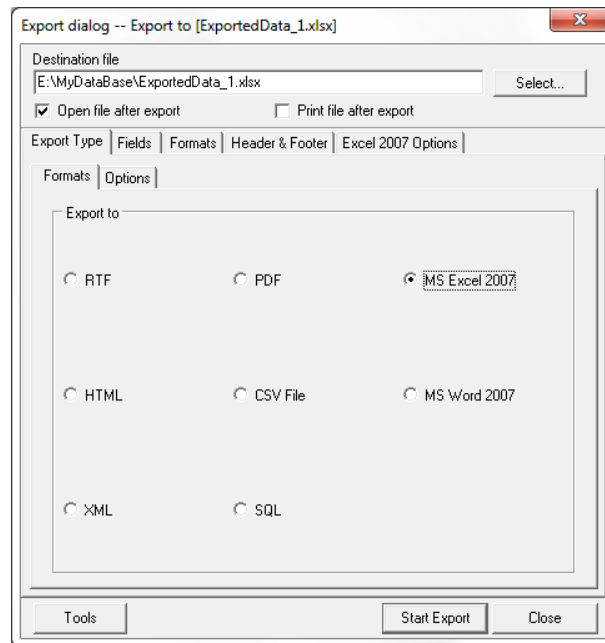 Export dialog -- Export to [ExportedData_1.xlsx]
Destination file
E:\MyDataBase\ExportedData_1.xlsx
Select...
Open file after export
Print file after export
Export Type Fields Formats Header & Footer Excel 2007 Options
Formats Options
Export to
RTF PDF MS Excel 2007
HTML CSV File MS Word 2007
XML SQL
Tools Start Export Close